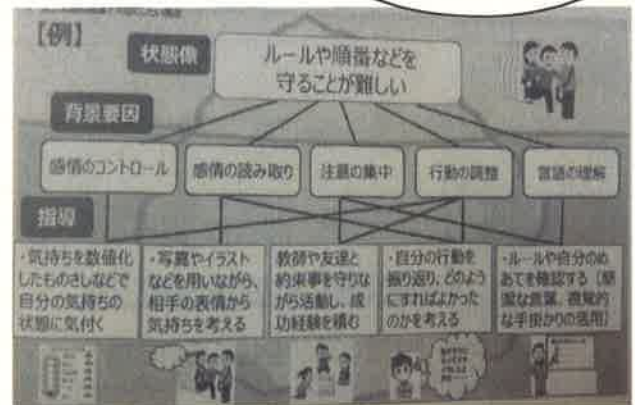 【例】
状態像
ルールや順番などを
守ることが難しい
背景要因
感情のコントロール
感情の読み取り
注意の集中
行動の調整
言語の理解
指導
・気持ちを数値化
したものさしなどで
自分の気持ちの
状態に気付く
・写真やイラスト
などを用いながら、
相手の表情から
気持ちを考える
教師や友達と
約束事を守りな
がら活動し、成
功経験を積む
・自分の行動を
振り返り、どのよう
にすればよかった
のかを考える
・ルールや自分のめ
あてを確認する（簡
潔な言葉、視覚的
な手掛かりの活用）